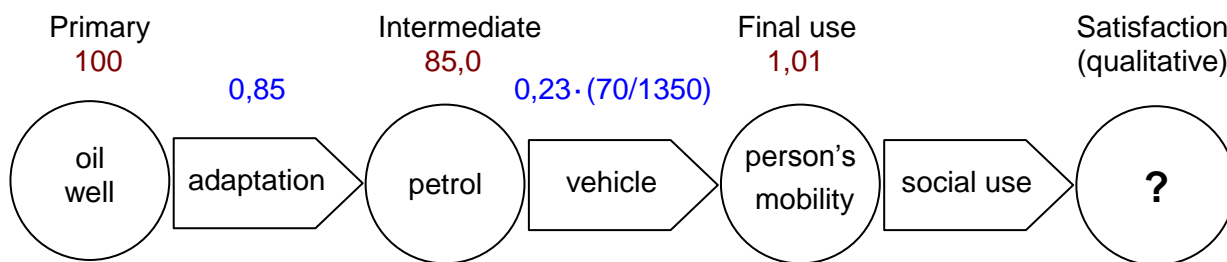 Primary
100
0,85
Intermediate
85,0
0,23·(70/1350)
Final use
1,01
Satisfaction
(qualitative)
oil
well
adaptation
petrol
vehicle
person's
mobility
social use
?